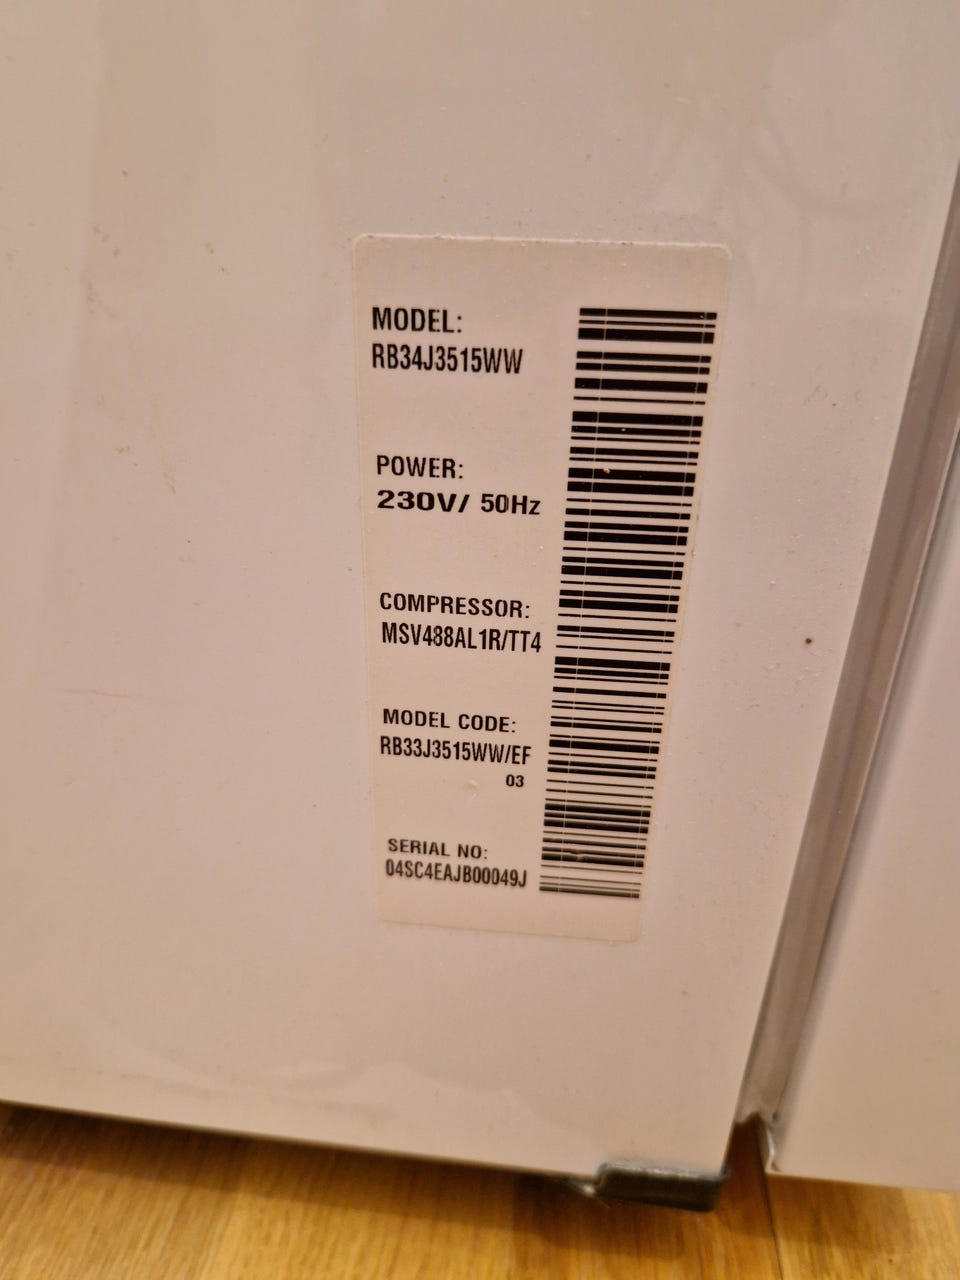 MODEL:
RB34J3515WW
POWER:
230V/ 50Hz
COMPRESSOR:
MSV488AL1R/TT4
MODEL CODE:
RB33J3515WW/EF
03
SERIAL NO:
04SC4EAJB00049J